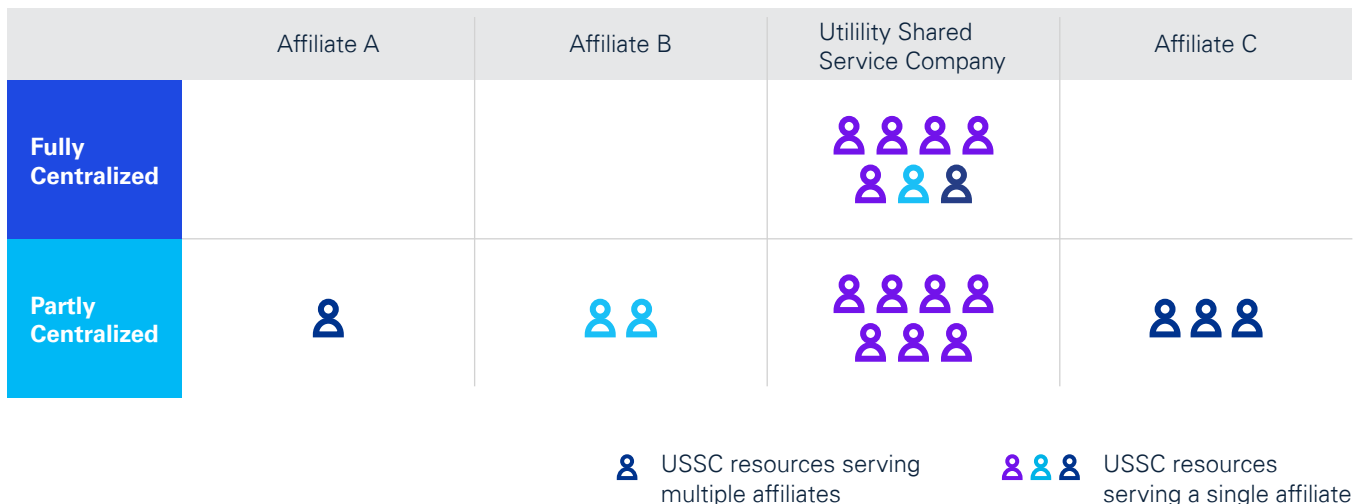 Affiliate A
Affiliate B
Utilility Shared
Service Company
Affiliate C
Fully
Centralized
Partly
Centralized
USSC resources serving
multiple affiliates
USSC resources
serving a single affiliate